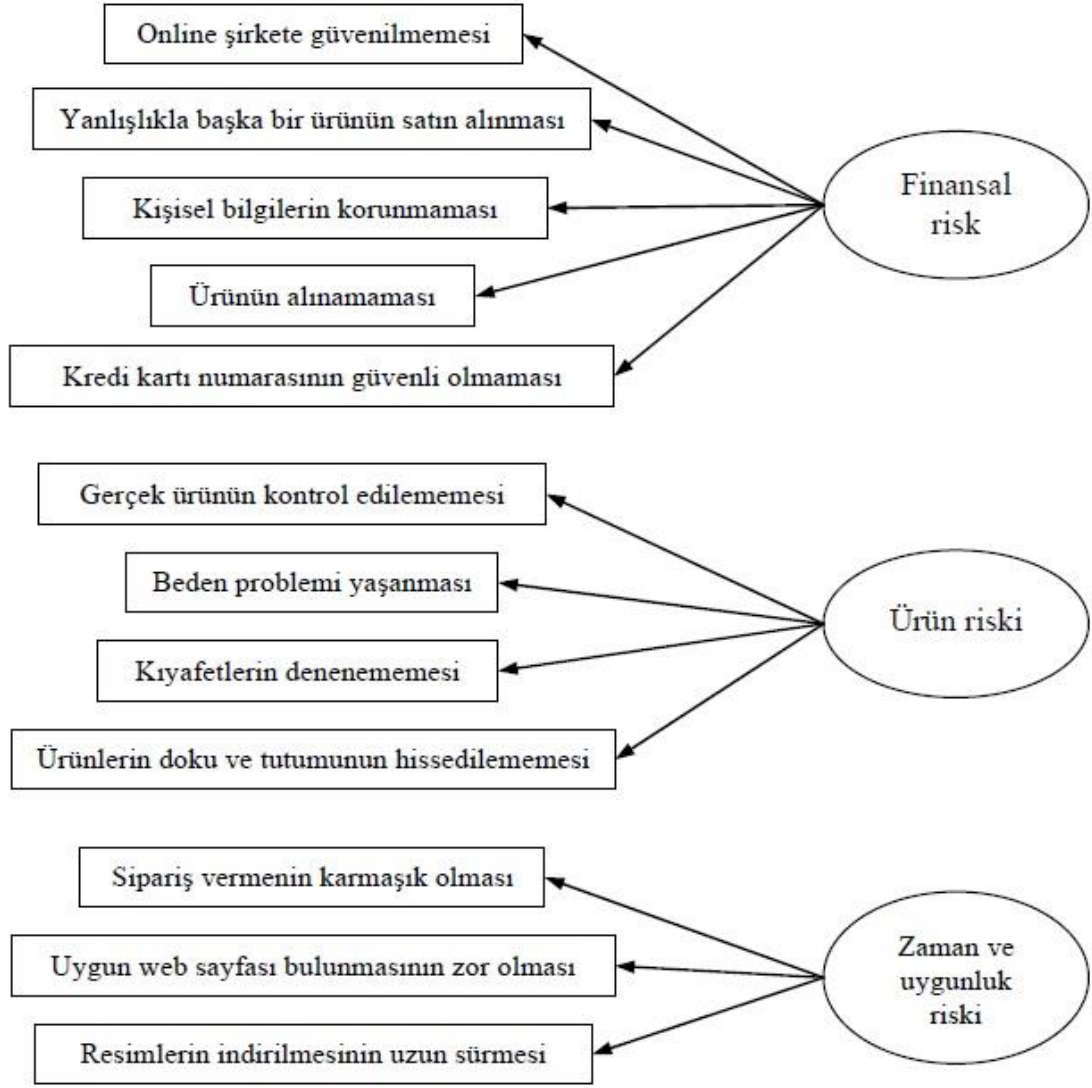 Online şirkete güvenilmemesi
Yanlışlıkla başka bir ürünün satın alınması
Kişisel bilgilerin korunmaması
Ürünün alınamaması
Kredi kartı numarasının güvenli olmaması
Finansal
risk
Gerçek ürünün kontrol edilememesi
Beden problemi yaşanması
Kıyafetlerin denenememesi
Ürünlerin doku ve tutumunun hissedilememesi
Ürün riski
Sipariş vermenin karmaşık olması
Uygun web sayfası bulunmasının zor olması
Resimlerin indirilmesinin uzun sürmesi
Zaman ve
uygunluk
riski